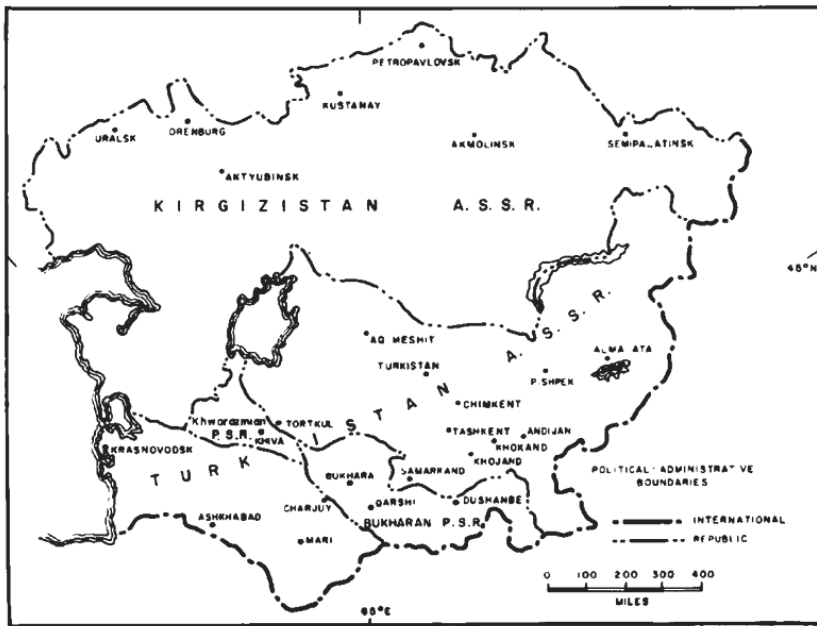 PETROPAVLOVSK
KUSTANAY
ORENBURG
URALSK
AKMOLINSK
SEMIPALATINSK
AKTYUBINSK
KIRGIZISTAN A.S.S.R.
45°N
AQ MESHIT
ALMA ATA
TURKISTAN
PISHPEK
CHIMKENT
TORTKUL
Khwarazmian
P.S.R.
KHIVA
TASHKENT
ANDIJAN
KHOKAND
KHOJAND
KRASNOVODSK
TURKISTAN A.S.S.R.
SAMARKAND
BUKHARA
QARSHI
DUSHANBE
CHARJUY
BUKHARAN P.S.R.
ASHKHABAD
MARI
POLITICAL-ADMINISTRATIVE
BOUNDARIES
INTERNATIONAL
REPUBLIC
0 100 200 300 400
MILES
65°E